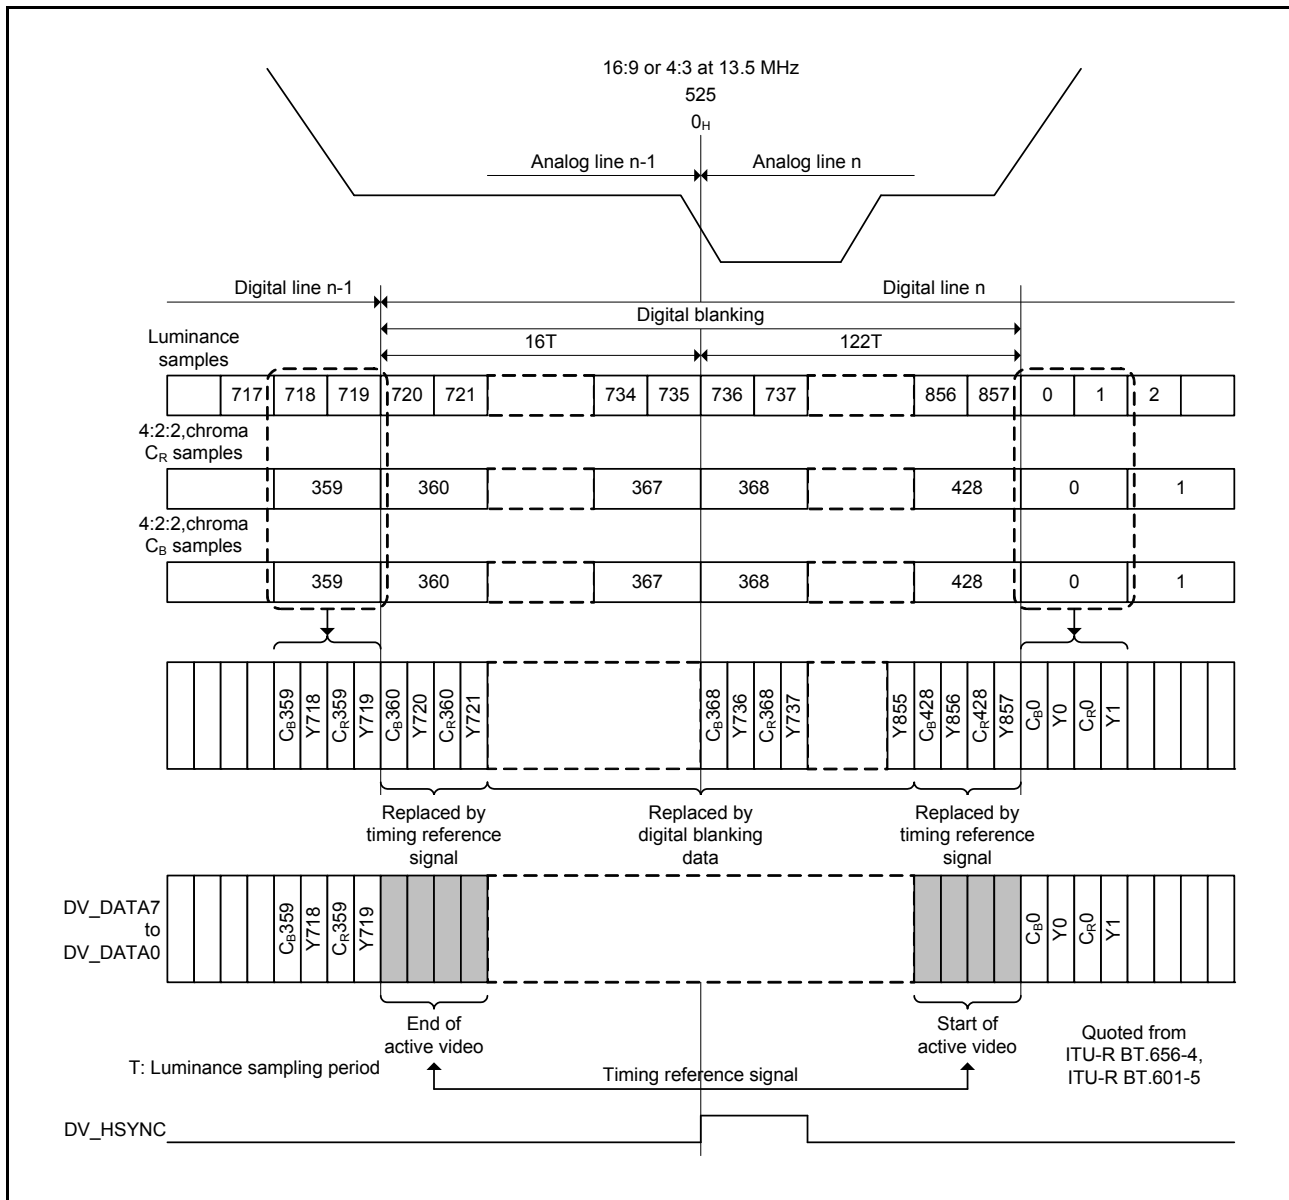 16:9 or 4:3 at 13.5 MHz
525
0H
Analog line n-1
Analog line n
Digital line n-1
Digital line n
Digital blanking
16T
122T
Luminance
samples
717 718 719 720 721 734 735 736 737 856 857 0 1 2
4:2:2,chroma
CR samples
359 360 367 368 428 0 1
4:2:2,chroma
CB samples
359 360 367 368 428 0 1
CB359 Y718 CR359 Y719 CB360 Y720 CR360 Y721 CB368 Y736 CR368 Y737 Y855 CB428 Y856 CR428 Y857 CB0 Y0 CR0 Y1
Replaced by
timing reference
signal
Replaced by
digital blanking
data
Replaced by
timing reference
signal
DV_DATA7
to
DV_DATA0
CB359 Y718 CR359 Y719 CB0 Y0 CR0 Y1
End of
active video
Start of
active video
Quoted from
ITU-R BT.656-4,
ITU-R BT.601-5
T: Luminance sampling period
Timing reference signal
DV_HSYNC